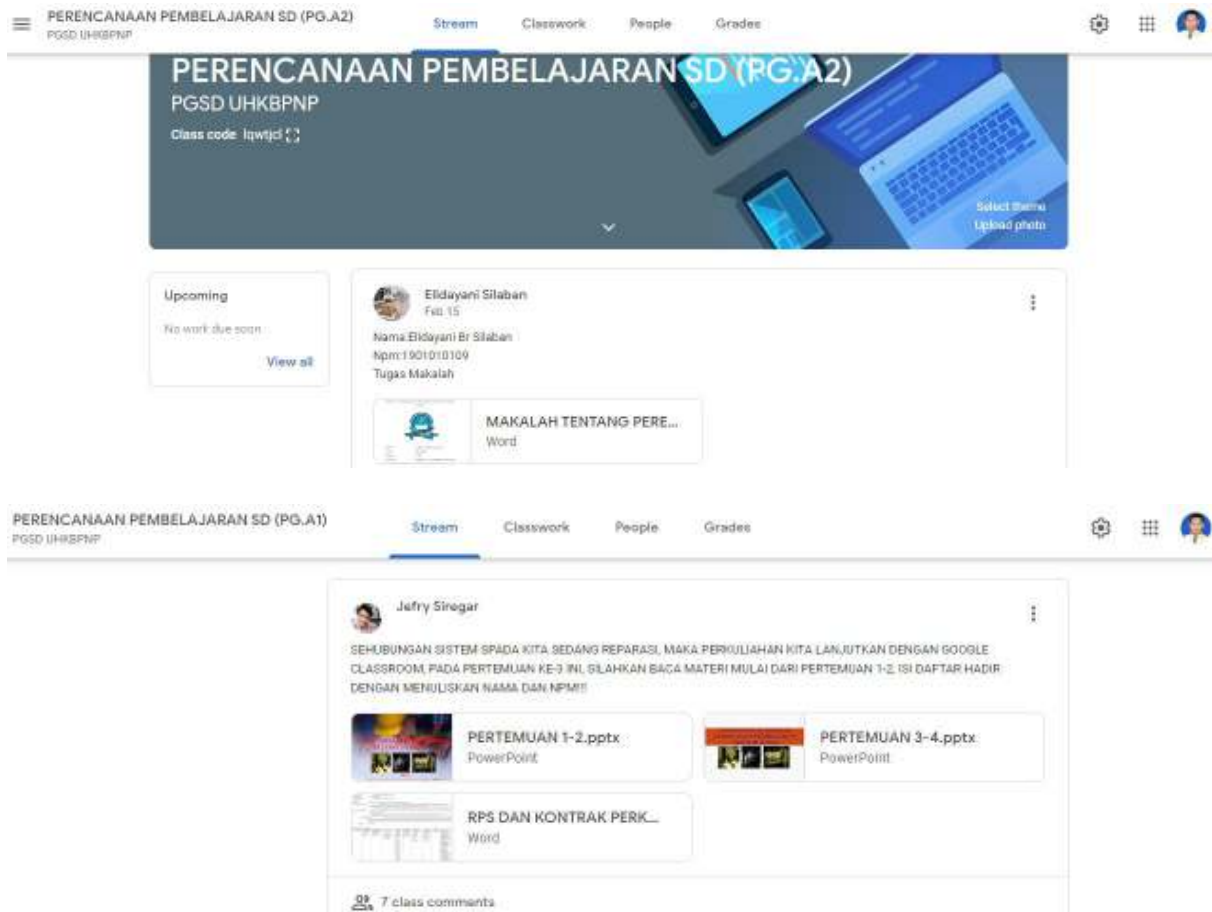 PERENCANAAN PEMBELAJARAN SD (PG.A2)
PGSD UHKBPNP
Stream Classwork People Grades
PERENCANAAN PEMBELAJARAN SD (PG.A2)
PGSD UHKBPNP
Class code lqwtjcl
Select theme
Upload photo
Upcoming
No work due soon
View all
Elidayani Silaban
Feb 15
Nama:Elidayani Br Silaban
Npm:1901010109
Tugas Makalah
MAKALAH TENTANG PERE...
Word
PERENCANAAN PEMBELAJARAN SD (PG.A1)
PGSD UHKBPNP
Stream Classwork People Grades
Jefry Siregar
SEHUBUNGAN SISTEM SPADA KITA SEDANG REPARASI, MAKA PERKULIAHAN KITA LANJUTKAN DENGAN GOOGLE
CLASSROOM, PADA PERTEMUAN KE-3 INI, SILAHKAN BACA MATERI MULAI DARI PERTEMUAN 1-2, ISI DAFTAR HADIR
DENGAN MENULISKAN NAMA DAN NPM!!!
PERTEMUAN 1-2.pptx
PowerPoint
PERTEMUAN 3-4.pptx
PowerPoint
RPS DAN KONTRAK PERK...
Word
7 class comments